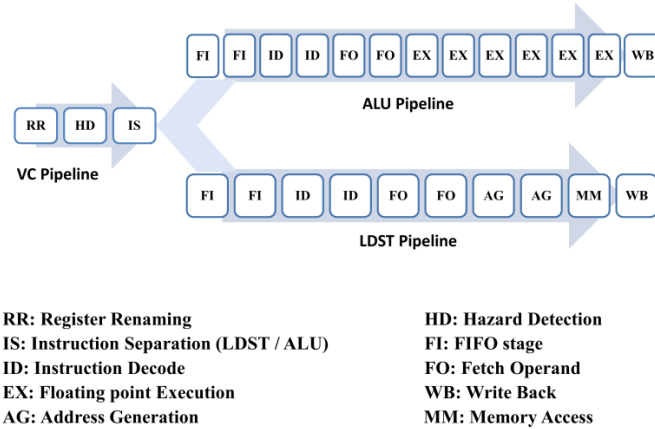 FI FI ID ID FO FO EX EX EX EX EX EX WB
ALU Pipeline
RR HD IS
VC Pipeline
FI FI ID ID FO FO AG AG MM WB
LDST Pipeline
RR: Register Renaming
HD: Hazard Detection
IS: Instruction Separation (LDST / ALU)
FI: FIFO stage
ID: Instruction Decode
FO: Fetch Operand
EX: Floating point Execution
WB: Write Back
AG: Address Generation
MM: Memory Access